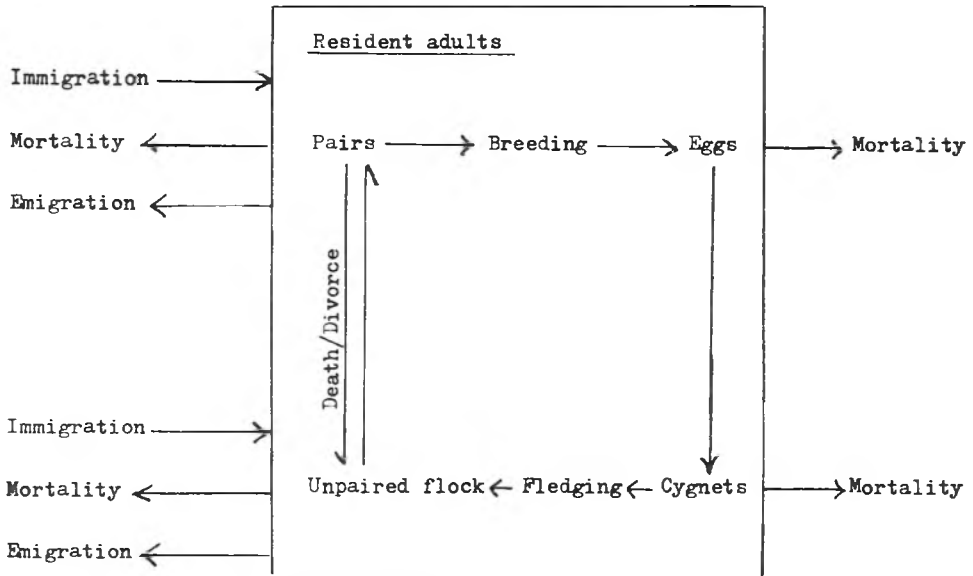 Resident adults
Immigration
Mortality
Pairs
Breeding
Eggs
Mortality
Emigration
Death/Divorce
Immigration
Mortality
Unpaired flock
Fledging
Cygnets
Mortality
Emigration